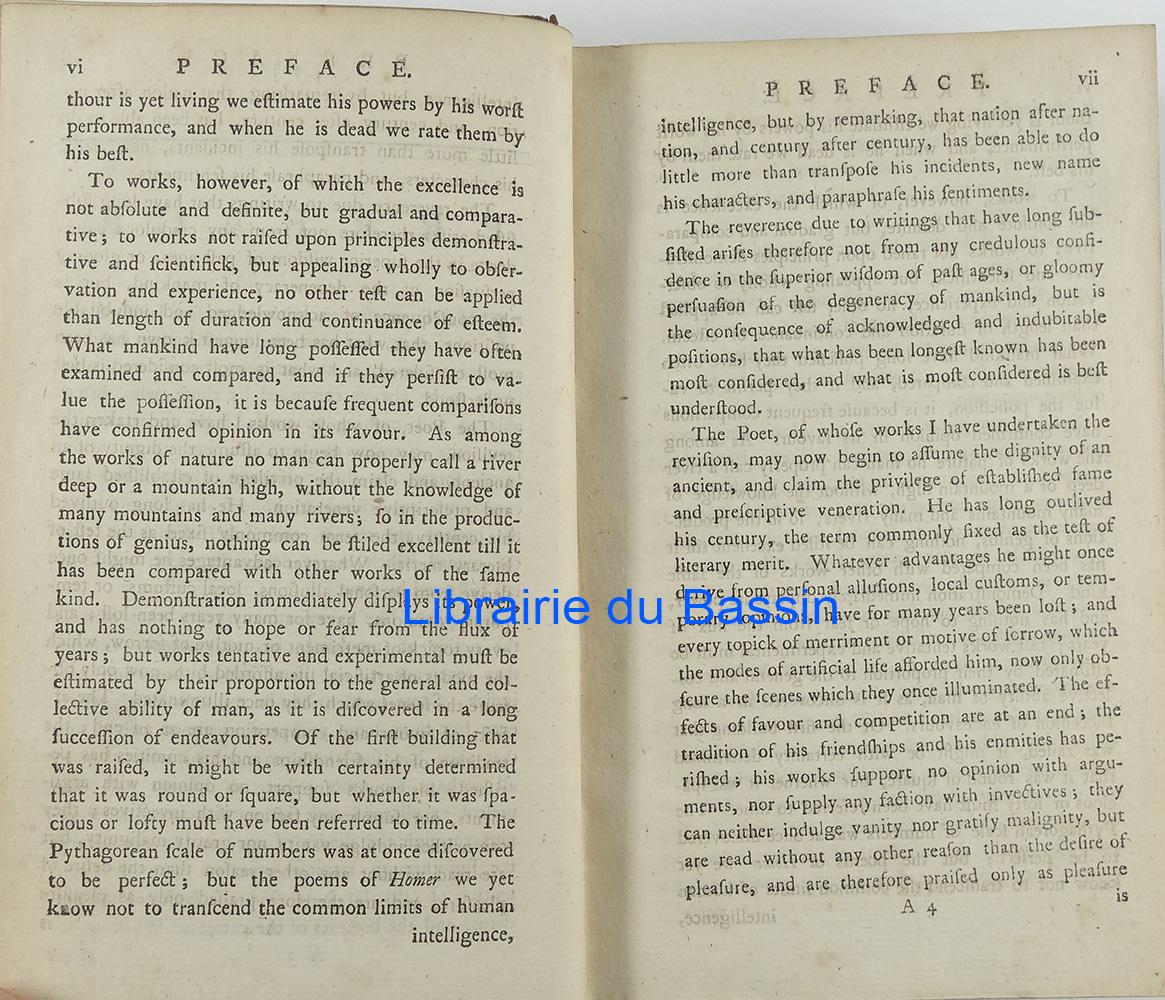 vi PREFACE.
thour is yet living we eſtimate his powers by his worſt
performance, and when he is dead we rate them by
his beſt.
To works, however, of which the excellence is
not abſolute and definite, but gradual and compara-
tive; to works not raiſed upon principles demonſtra-
tive and ſcientifick, but appealing wholly to obſer-
vation and experience, no other teſt can be applied
than length of duration and continuance of eſteem.
What mankind have long poſſeſſed they have often
examined and compared, and if they perſiſt to va-
lue the poſſeſſion, it is becauſe frequent compariſons
have confirmed opinion in its favour. As among
the works of nature no man can properly call a river
deep or a mountain high, without the knowledge of
many mountains and many rivers; ſo in the produc-
tions of genius, nothing can be ſtiled excellent till it
has been compared with other works of the ſame
kind. Demonſtration immediately diſplays its power,
and has nothing to hope or fear from the flux of
years; but works tentative and experimental muſt be
eſtimated by their proportion to the general and col-
lective ability of man, as it is diſcovered in a long
ſucceſſion of endeavours. Of the firſt building that
was raiſed, it might be with certainty determined
that it was round or ſquare, but whether it was ſpa-
cious or lofty muſt have been referred to time. The
Pythagorean ſcale of numbers was at once diſcovered
to be perfect; but the poems of Homer we yet
know not to tranſcend the common limits of human
intelligence,
PREFACE. vii
intelligence, but by remarking, that nation after na-
tion, and century after century, has been able to do
little more than tranſpoſe his incidents, new name
his characters, and paraphraſe his ſentiments.
The reverence due to writings that have long ſub-
ſiſted ariſes therefore not from any credulous confi-
dence in the ſuperior wiſdom of paſt ages, or gloomy
perſuaſion of the degeneracy of mankind, but is
the conſequence of acknowledged and indubitable
poſitions, that what has been longeſt known has been
moſt conſidered, and what is moſt conſidered is beſt
underſtood.
The Poet, of whoſe works I have undertaken the
reviſion, may now begin to aſſume the dignity of an
ancient, and claim the privilege of eſtabliſhed fame
and preſcriptive veneration. He has long outlived
his century, the term commonly fixed as the teſt of
literary merit. Whatever advantages he might once
derive from perſonal alluſions, local cuſtoms, or tem-
porary opinions, have for many years been loſt; and
every topick of merriment or motive of ſorrow, which
the modes of artificial life afforded him, now only ob-
ſcure the ſcenes which they once illuminated. The ef-
fects of favour and competition are at an end; the
tradition of his friendſhips and his enmities has pe-
riſhed; his works ſupport no opinion with argu-
ments, nor ſupply any faction with invectives; they
can neither indulge vanity nor gratify malignity, but
are read without any other reaſon than the deſire of
pleaſure, and are therefore praiſed only as pleaſure
A 4 is
Librairie du Bassin